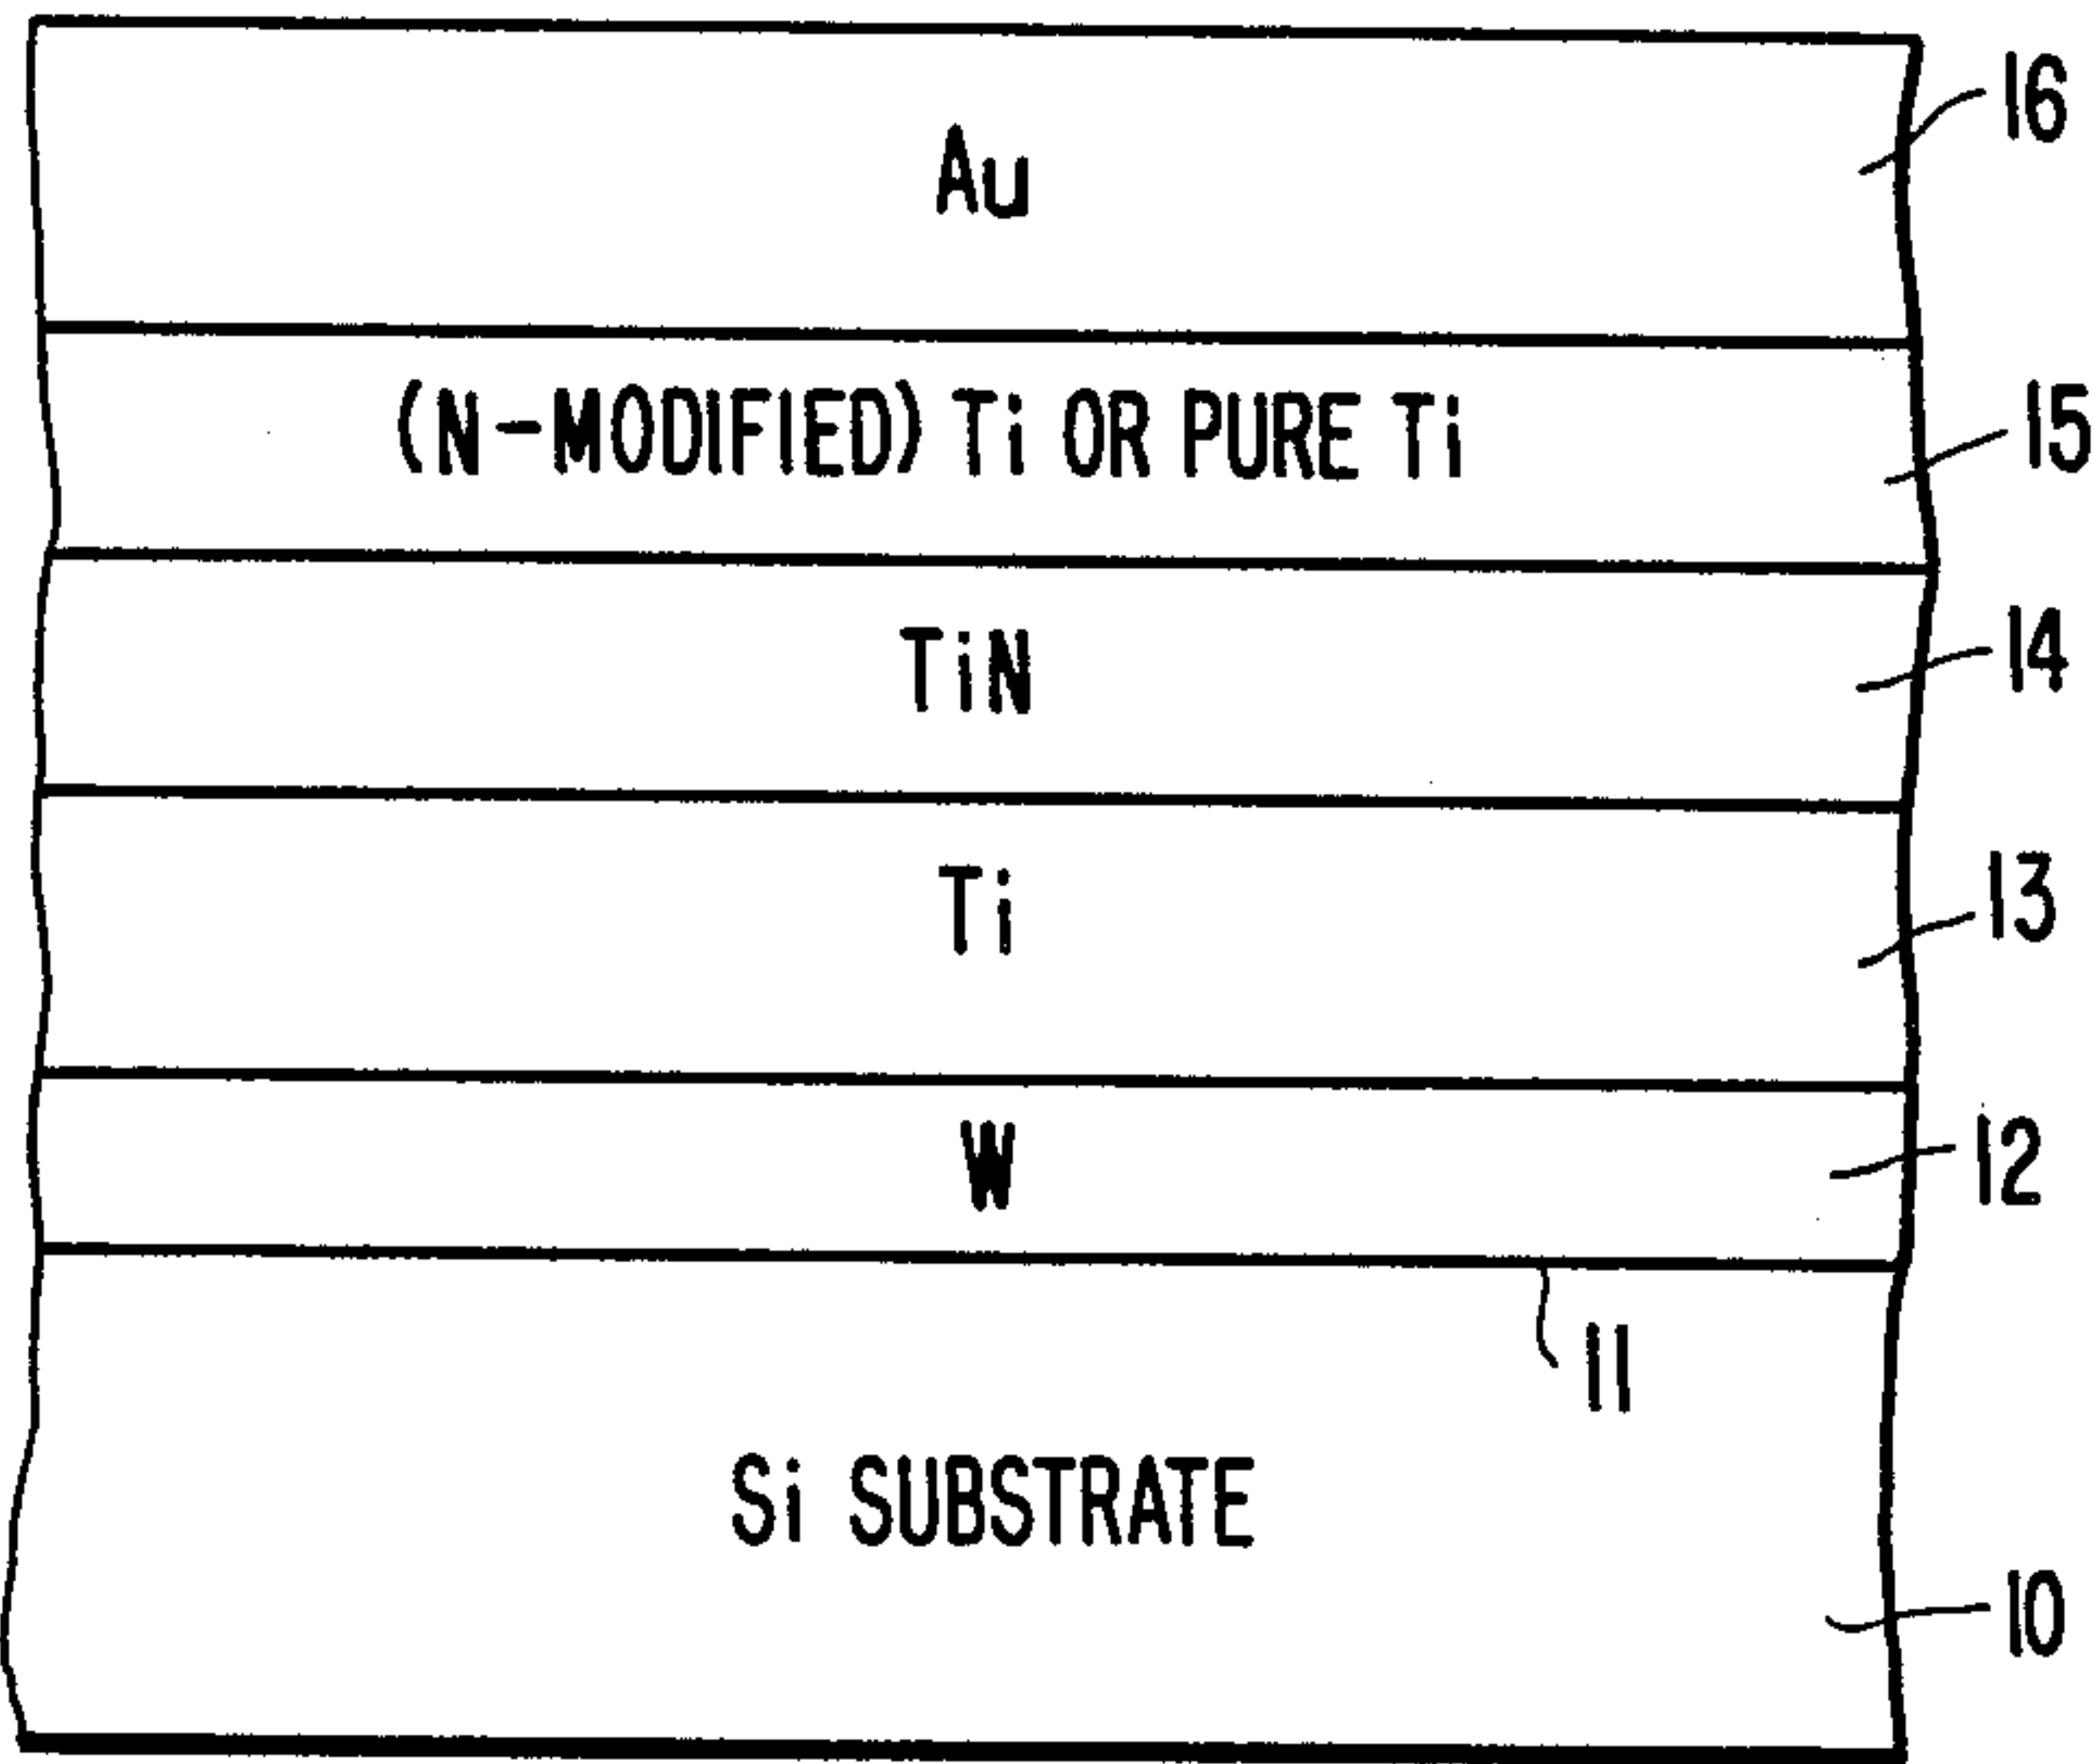 Au
16
(N-MODIFIED) Ti OR PURE Ti
15
TiN
14
Ti
13
W
12
11
Si SUBSTRATE
10